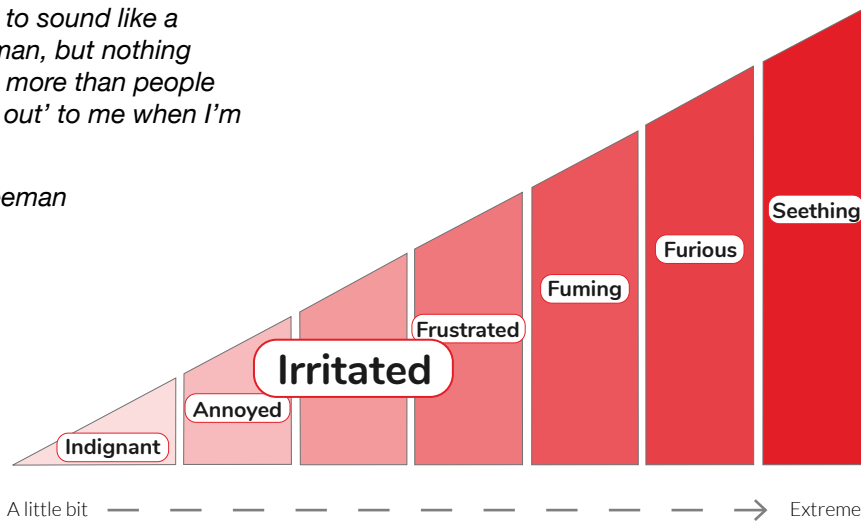 to sound like a
man, but nothing
more than people
out’ to me when I’m
eeman
Seething
Furious
Fuming
Frustrated
Irritated
Annoyed
Indignant
A little bit
Extreme